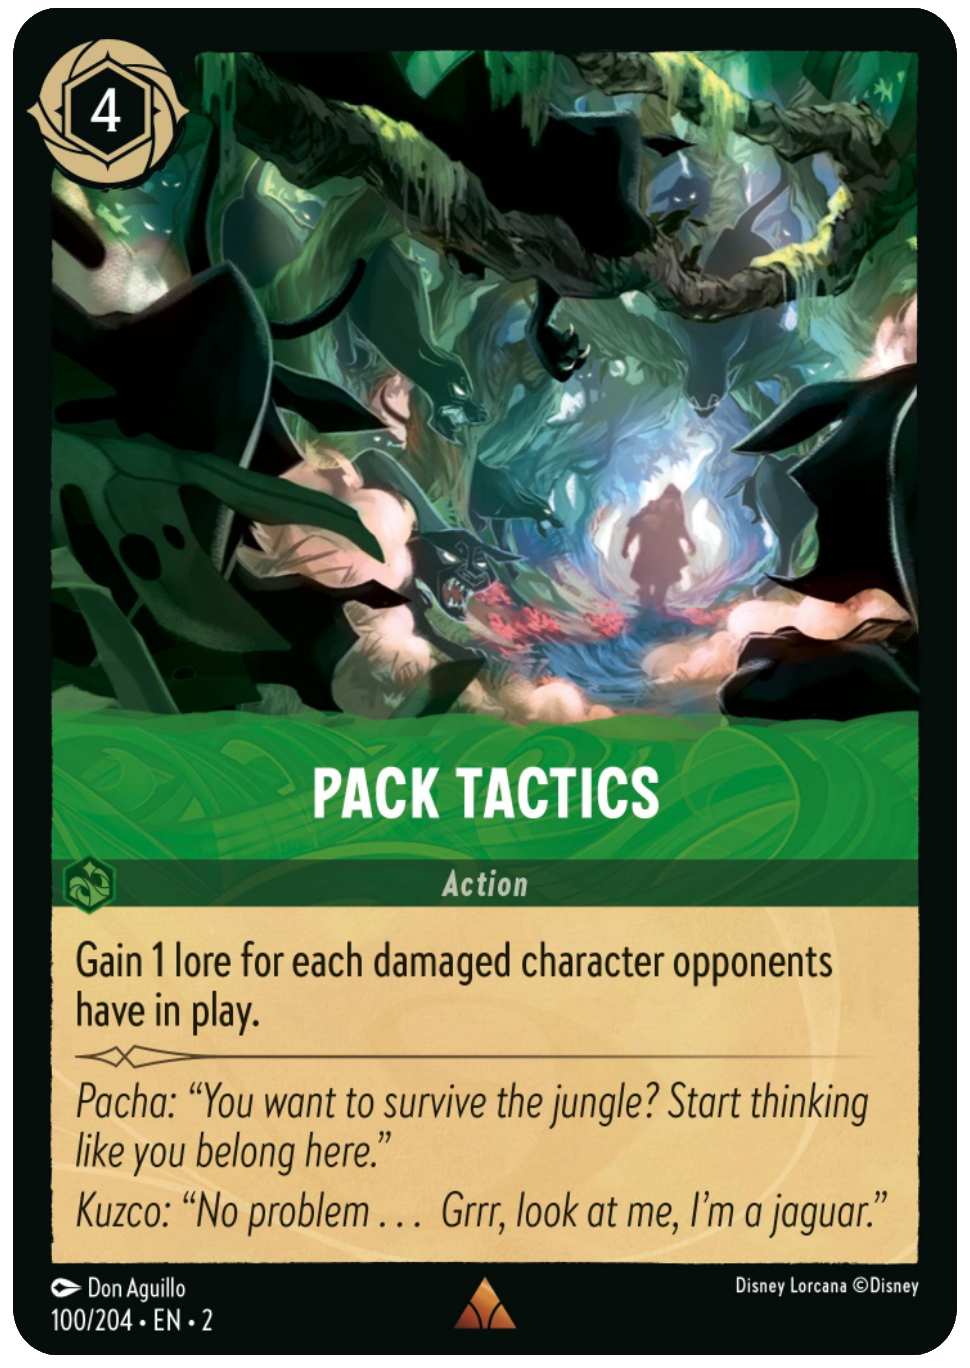 4
PACK TACTICS
Action
Gain 1 lore for each damaged character opponents
have in play.
Pacha: “You want to survive the jungle? Start thinking
like you belong here.”
Kuzco: “No problem . . .  Grrr, look at me, I’m a jaguar.”
Don Aguillo
100/204 • EN • 2
Disney Lorcana ©Disney